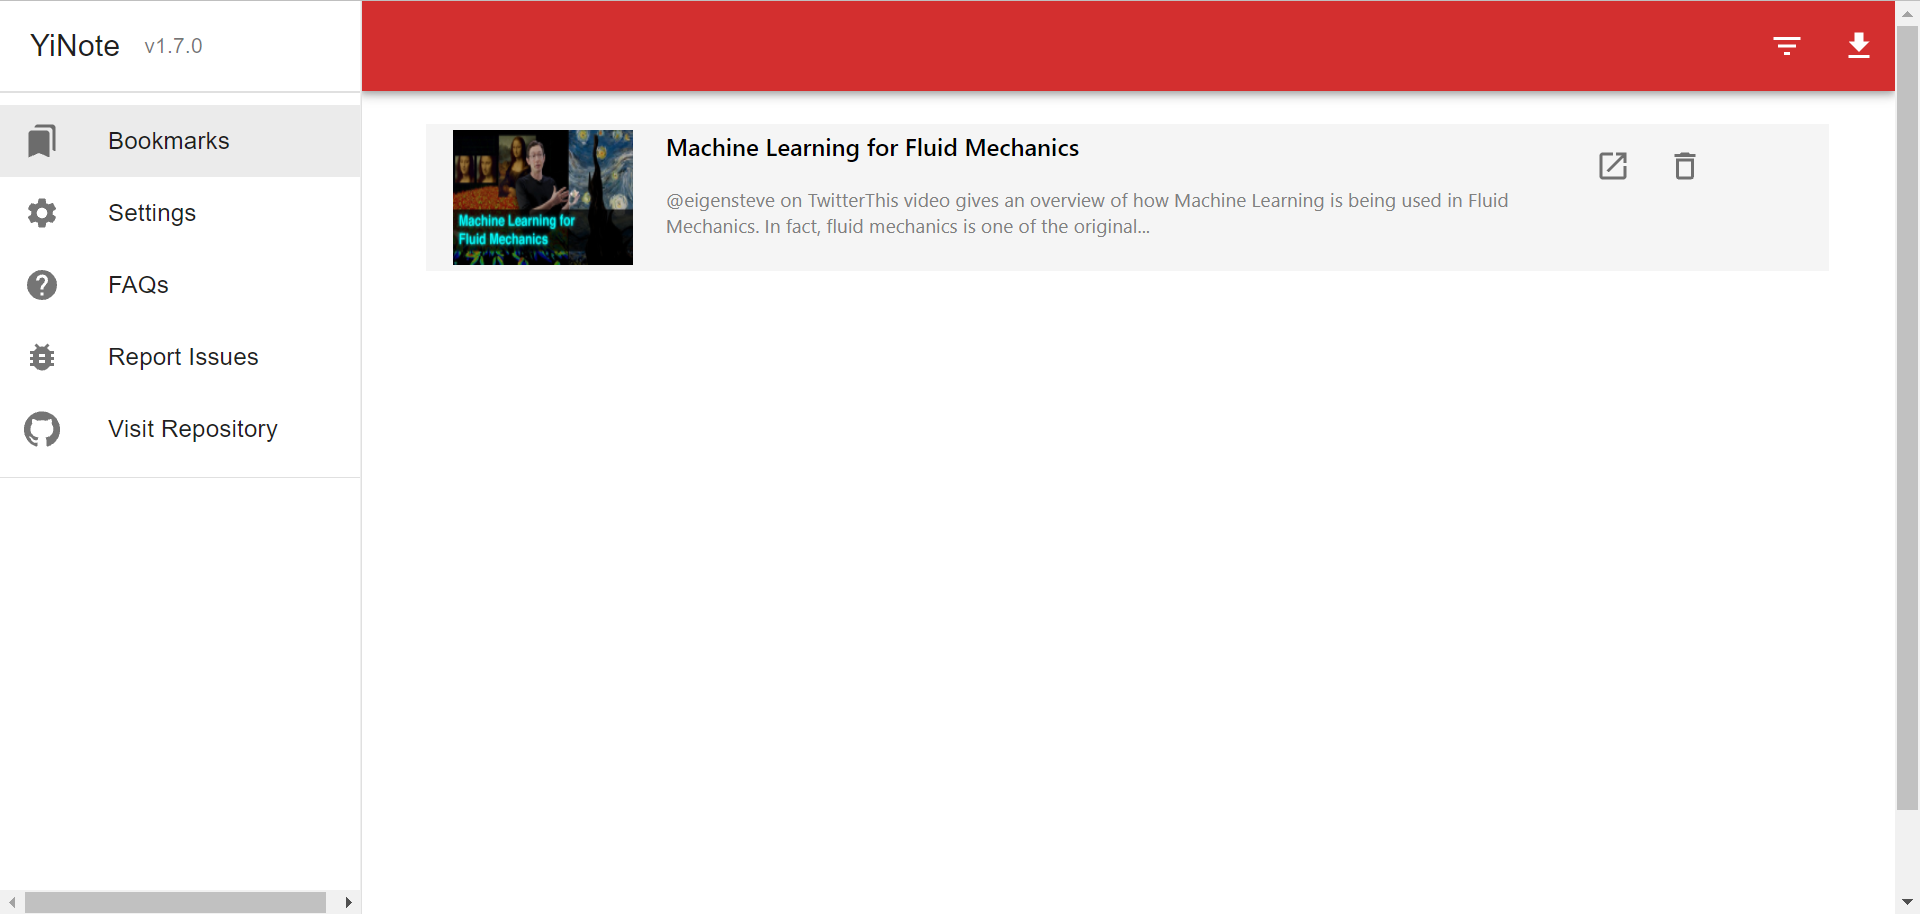 YiNote v1.7.0
Bookmarks
Settings
FAQs
Report Issues
Visit Repository
Machine Learning for
Fluid Mechanics
Machine Learning for Fluid Mechanics
@eigensteve on TwitterThis video gives an overview of how Machine Learning is being used in Fluid
Mechanics. In fact, fluid mechanics is one of the original...